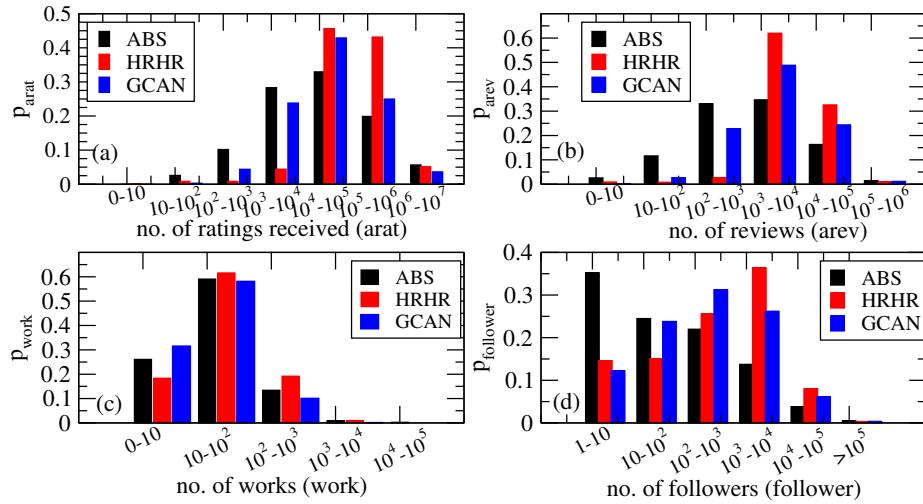 0.5
0.4
0.3
0.2
0.1
0
p_arat
ABS
HRHR
GCAN
(a)
0-10
10-10^2
10^2-10^3
10^3-10^4
10^4-10^5
10^5-10^6
10^6-10^7
no. of ratings received (arat)
0.6
0.5
0.4
0.3
0.2
0.1
0
p_arev
ABS
HRHR
GCAN
(b)
0-10
10-10^2
10^2-10^3
10^3-10^4
10^4-10^5
10^5-10^6
no. of reviews (arev)
0.6
0.5
0.4
0.3
0.2
0.1
0
p_work
ABS
HRHR
GCAN
(c)
0-10
10-10^2
10^2-10^3
10^3-10^4
10^4-10^5
no. of works (work)
0.4
0.3
0.2
0.1
0
p_follower
ABS
HRHR
GCAN
(d)
1-10
10-10^2
10^2-10^3
10^3-10^4
10^4-10^5
>10^5
no. of followers (follower)